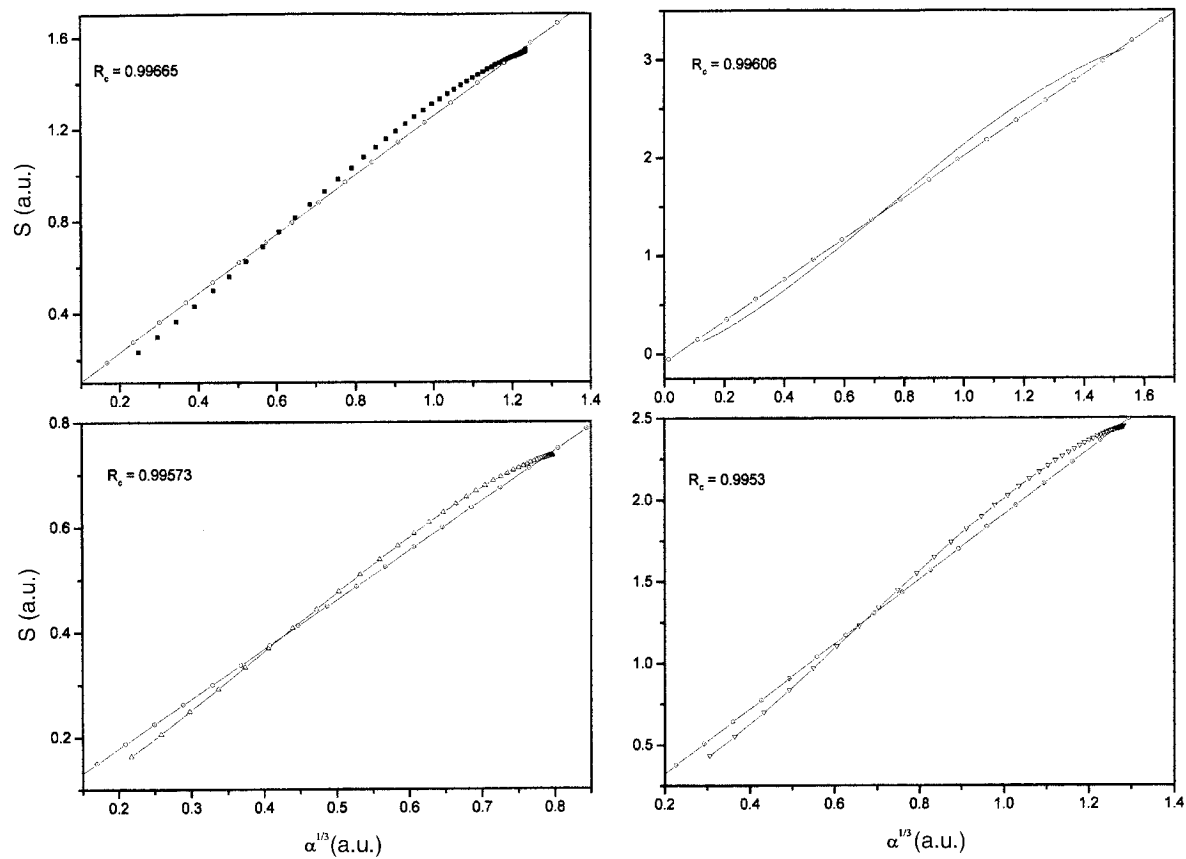 R_c = 0.99665
S (a.u.)
1.6
1.2
0.8
0.4
0.2 0.4 0.6 0.8 1.0 1.2 1.4
R_c = 0.99606
3
2
1
0
0.0 0.2 0.4 0.6 0.8 1.0 1.2 1.4 1.6
R_c = 0.99573
S (a.u.)
0.8
0.6
0.4
0.2
0.2 0.3 0.4 0.5 0.6 0.7 0.8
α^1/3 (a.u.)
R_c = 0.9953
2.5
2.0
1.5
1.0
0.5
0.2 0.4 0.6 0.8 1.0 1.2 1.4
α^1/3 (a.u.)